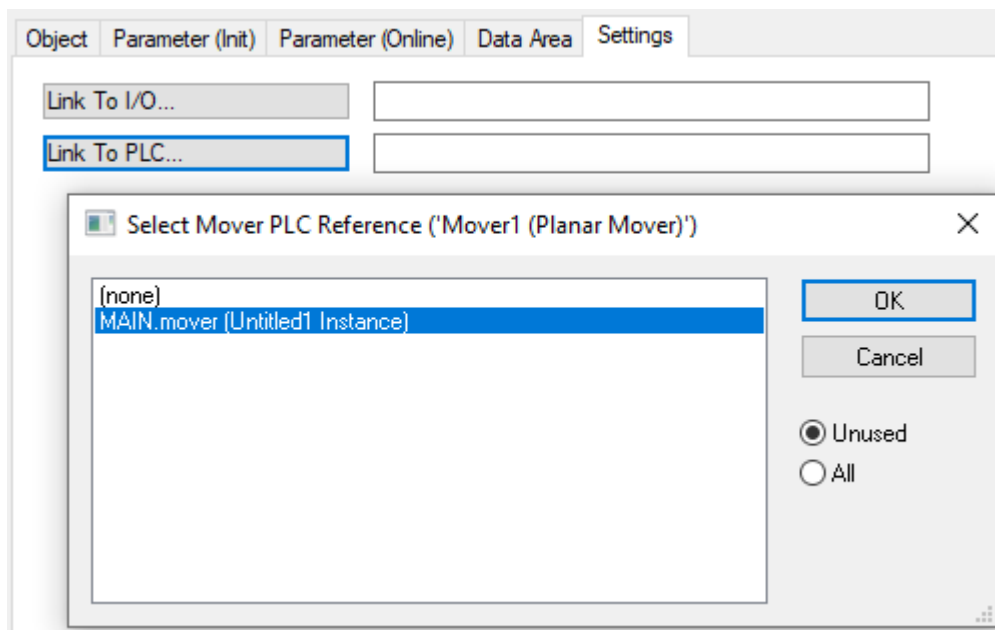 Object Parameter (Init) Parameter (Online) Data Area Settings
Link To I/O...
Link To PLC...
Select Mover PLC Reference ('Mover1 (Planar Mover)')
(none)
MAIN.mover (Untitled1 Instance)
OK
Cancel
Unused
All